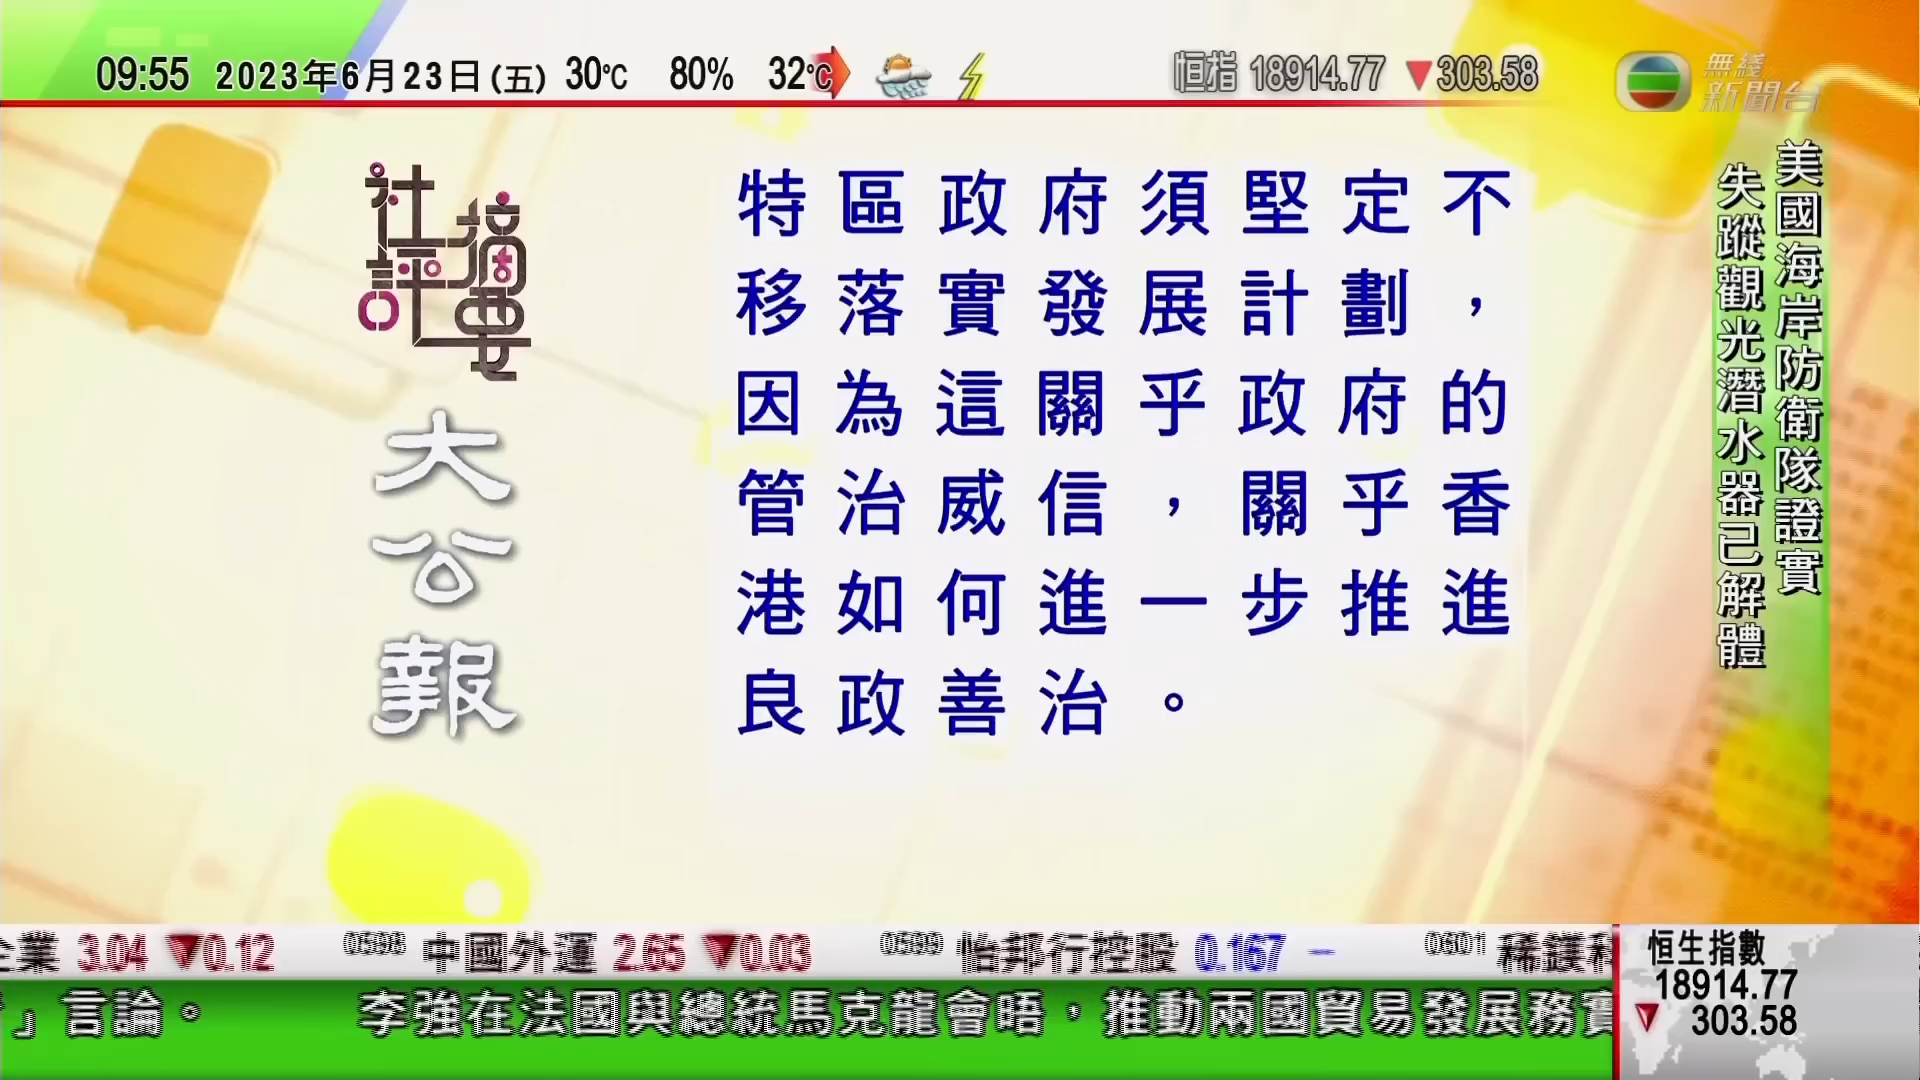 09:55 2023年6月23日(五) 30℃ 80% 32℃ 恒指 18914.77 ▼303.58
無綫
新聞台
社評
摘要
大公報
特區政府須堅定不
移落實發展計劃，
因為這關乎政府的
管治威信，關乎香
港如何進一步推進
良政善治。
美國海岸防衛隊證實
失蹤觀光潛水器已解體
企業 3.04 ▼0.12 0598 中國外運 2.65 ▼0.03 0599 怡邦行控股 0.167 — 0601 稀鎂科
」言論。 李強在法國與總統馬克龍會晤，推動兩國貿易發展務實
恒生指數
18914.77
▼ 303.58